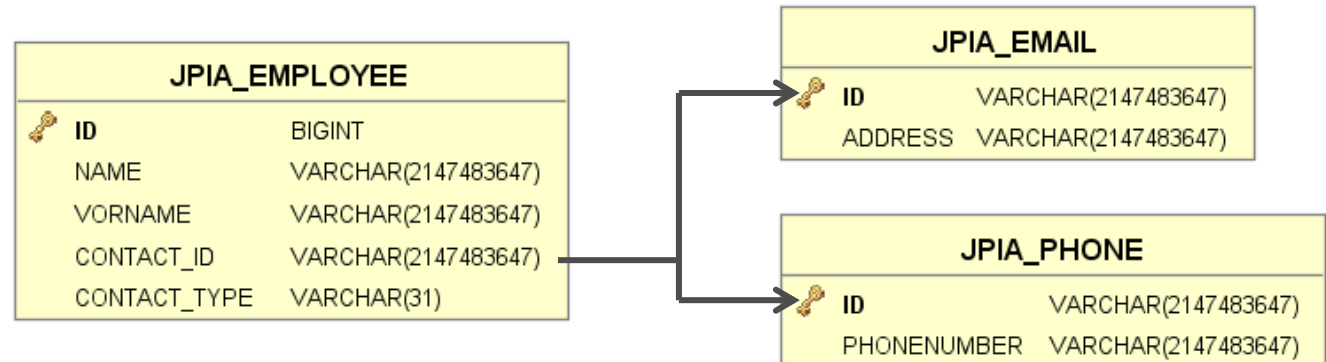 JPIA_EMPLOYEE
ID BIGINT
NAME VARCHAR(2147483647)
VORNAME VARCHAR(2147483647)
CONTACT_ID VARCHAR(2147483647)
CONTACT_TYPE VARCHAR(31)
JPIA_EMAIL
ID VARCHAR(2147483647)
ADDRESS VARCHAR(2147483647)
JPIA_PHONE
ID VARCHAR(2147483647)
PHONENUMBER VARCHAR(2147483647)